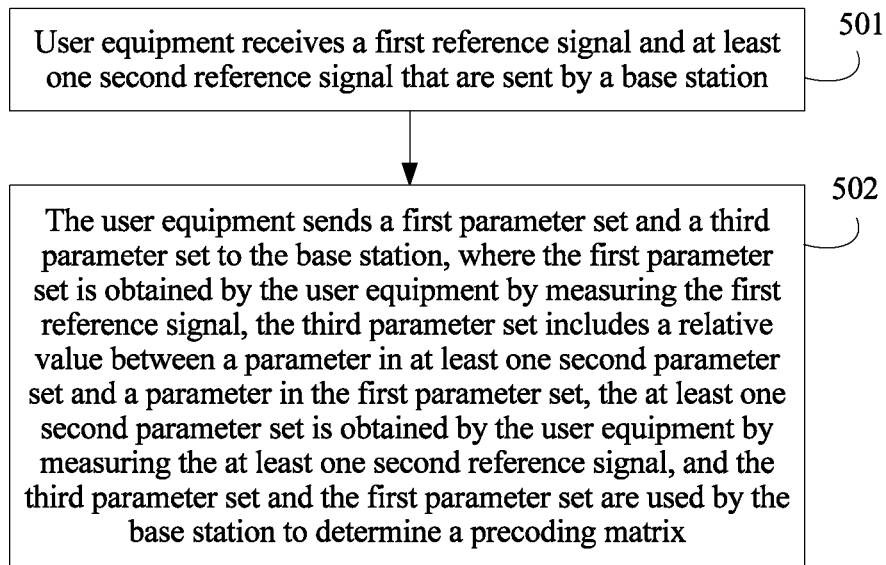 User equipment receives a first reference signal and at least
one second reference signal that are sent by a base station
501
The user equipment sends a first parameter set and a third
parameter set to the base station, where the first parameter
set is obtained by the user equipment by measuring the first
reference signal, the third parameter set includes a relative
value between a parameter in at least one second parameter
set and a parameter in the first parameter set, the at least one
second parameter set is obtained by the user equipment by
measuring the at least one second reference signal, and the
third parameter set and the first parameter set are used by the
base station to determine a precoding matrix
502